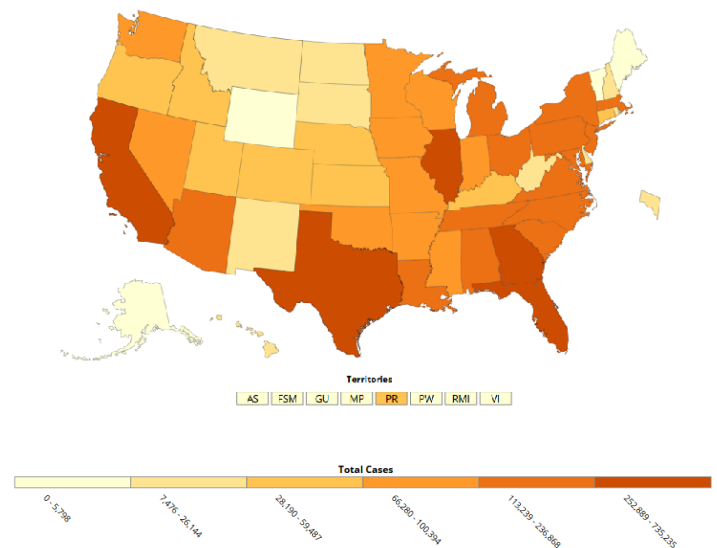 Territories
AS FSM GU MP PR PW RMI VI
Total Cases
0 - 5,798
7,476 - 26,144
28,190 - 59,487
66,280 - 100,394
113,239 - 236,868
252,889 - 735,235